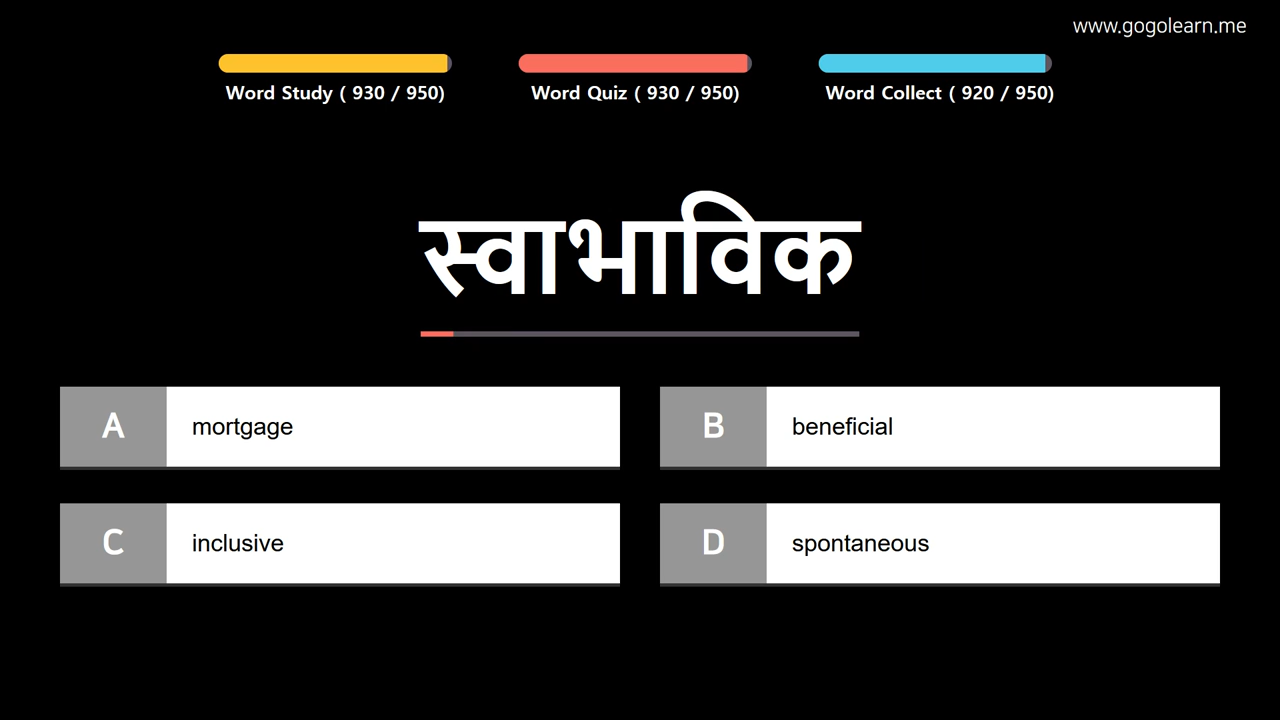 www.gogolearn.me
Word Study ( 930 / 950)
Word Quiz ( 930 / 950)
Word Collect ( 920 / 950)
स्वाभाविक
A mortgage
B beneficial
C inclusive
D spontaneous